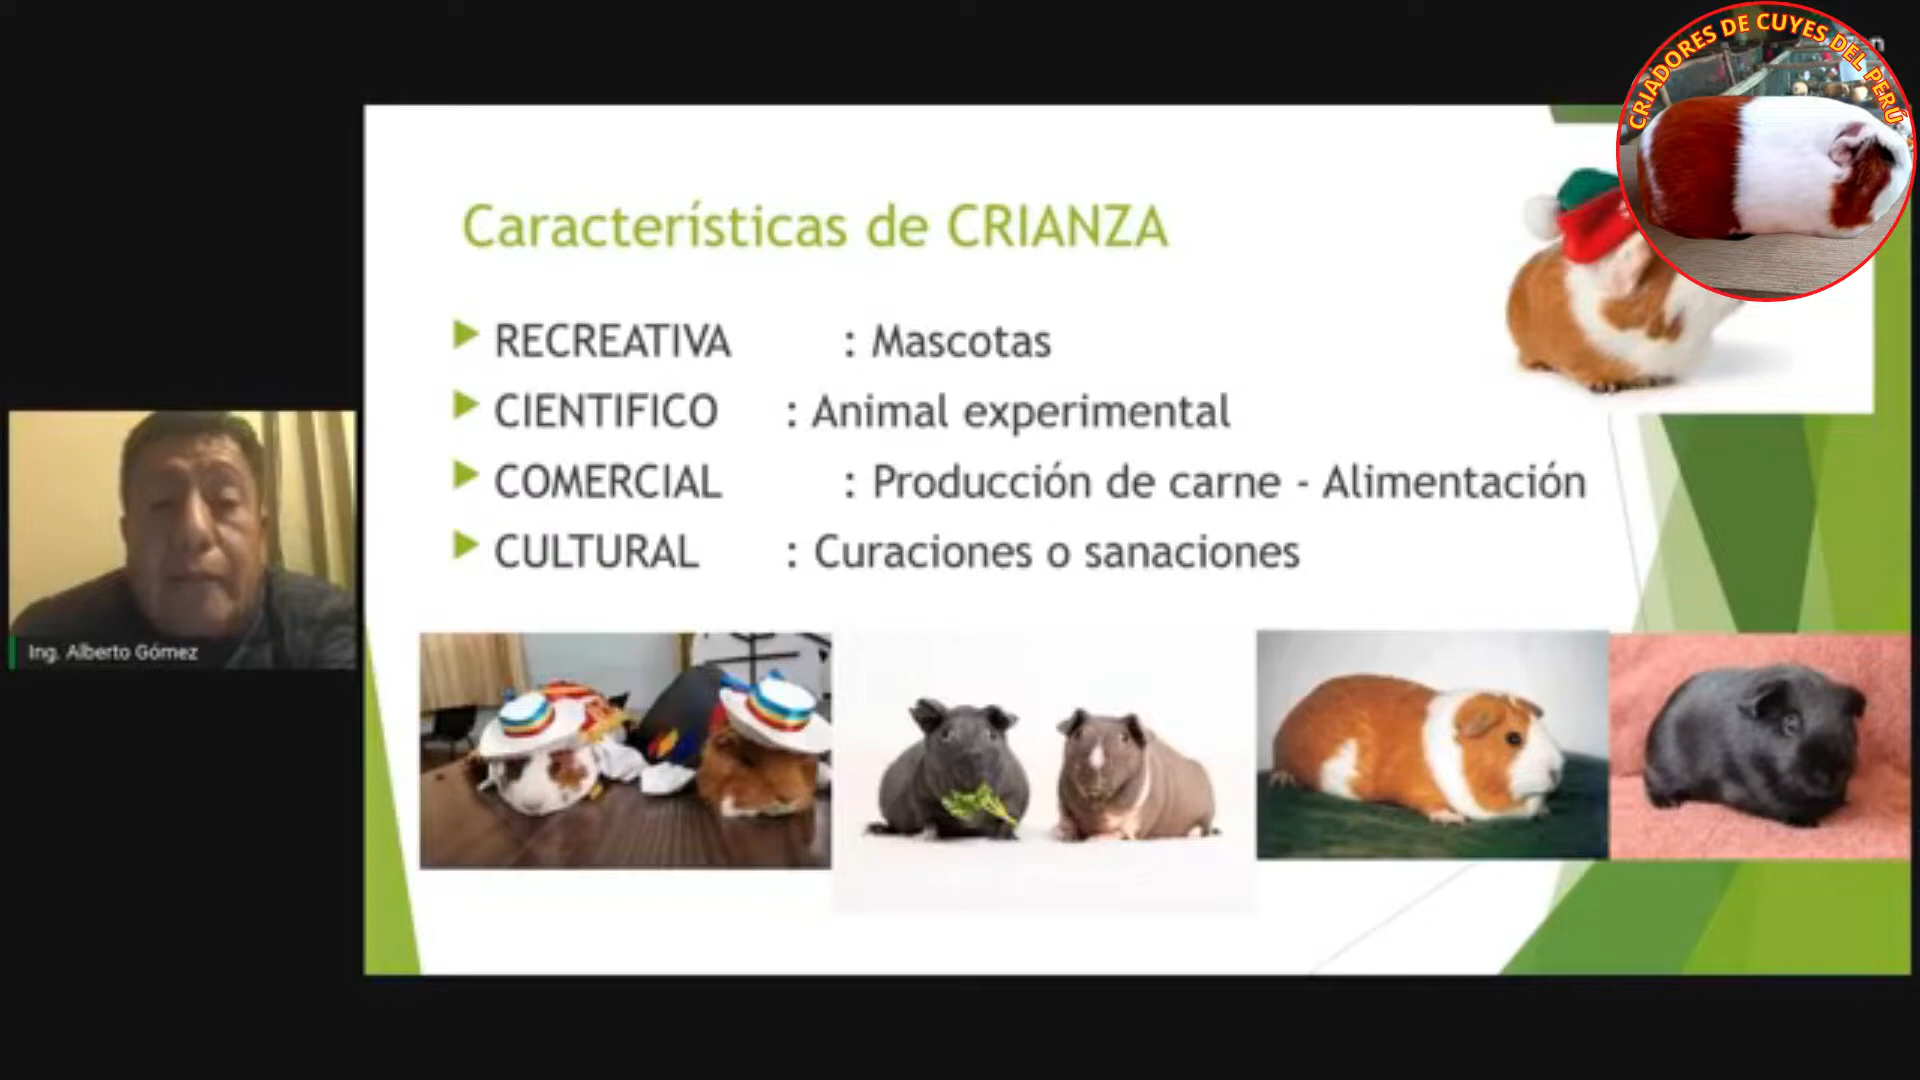 CRIADORES DE CUYES DEL PERÚ
Características de CRIANZA
RECREATIVA : Mascotas
CIENTIFICO : Animal experimental
COMERCIAL : Producción de carne - Alimentación
CULTURAL : Curaciones o sanaciones
Ing. Alberto Gómez